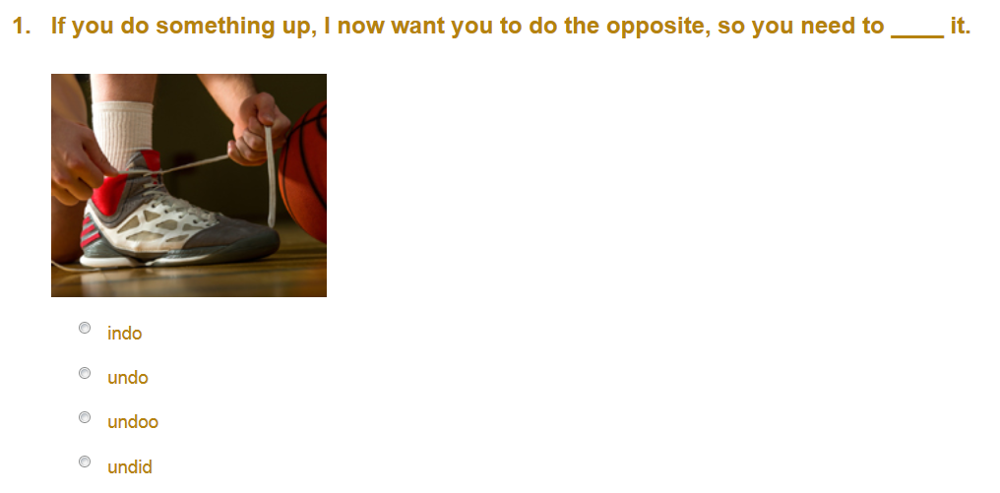 1. If you do something up, I now want you to do the opposite, so you need to ____ it.
indo
undo
undoo
undid